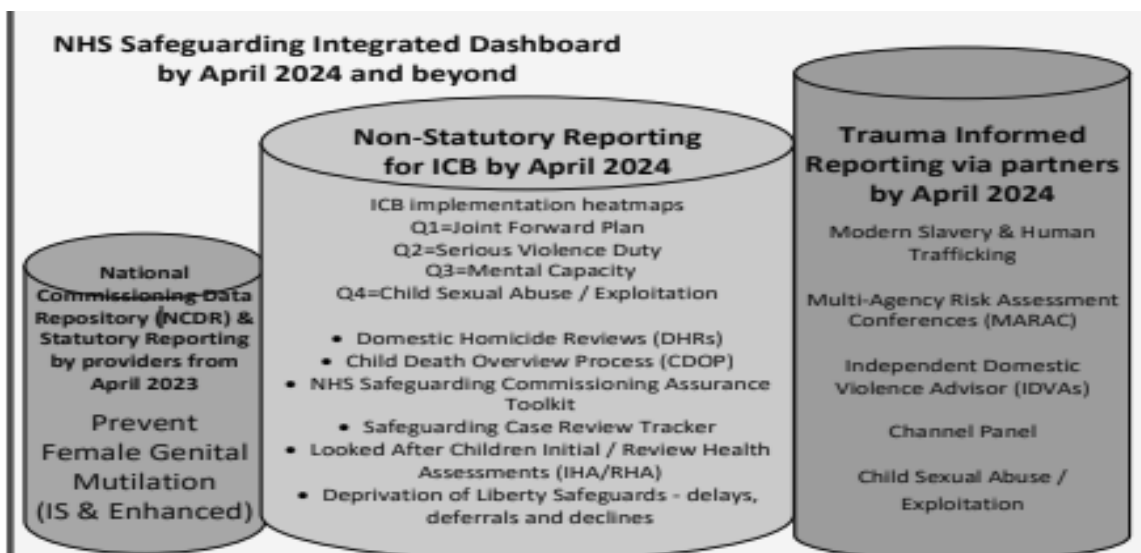 NHS Safeguarding Integrated Dashboard
by April 2024 and beyond
National
Commissioning Data
Repository (NCDR) &
Statutory Reporting
by providers from
April 2023
Prevent
Female Genital
Mutilation
(IS & Enhanced)
Non-Statutory Reporting
for ICB by April 2024
ICB implementation heatmaps
Q1=Joint Forward Plan
Q2=Serious Violence Duty
Q3=Mental Capacity
Q4=Child Sexual Abuse / Exploitation
• Domestic Homicide Reviews (DHRs)
• Child Death Overview Process (CDOP)
• NHS Safeguarding Commissioning Assurance
Toolkit
• Safeguarding Case Review Tracker
• Looked After Children Initial / Review Health
Assessments (IHA/RHA)
• Deprivation of Liberty Safeguards - delays,
deferrals and declines
Trauma Informed
Reporting via partners
by April 2024
Modern Slavery & Human
Trafficking
Multi-Agency Risk Assessment
Conferences (MARAC)
Independent Domestic
Violence Advisor (IDVAs)
Channel Panel
Child Sexual Abuse /
Exploitation